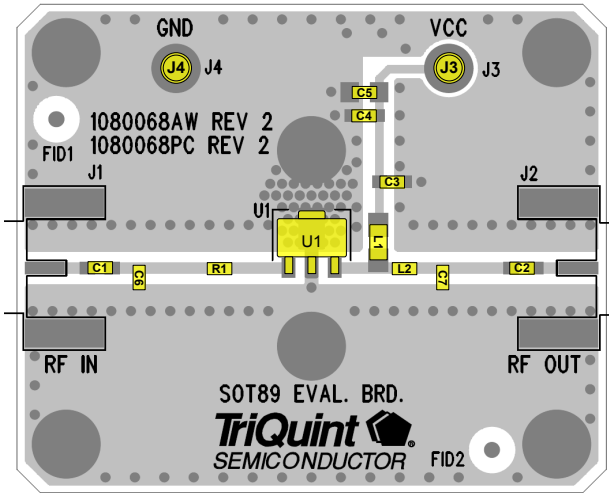 GND
VCC
J4
J4
J3
J3
C5
C4
1080068AW REV 2
1080068PC REV 2
FID1
J1
C3
J2
U1
U1
L1
C1
C6
R1
L2
C7
C2
RF IN
RF OUT
SOT89 EVAL. BRD.
TriQuint
®
SEMICONDUCTOR
FID2